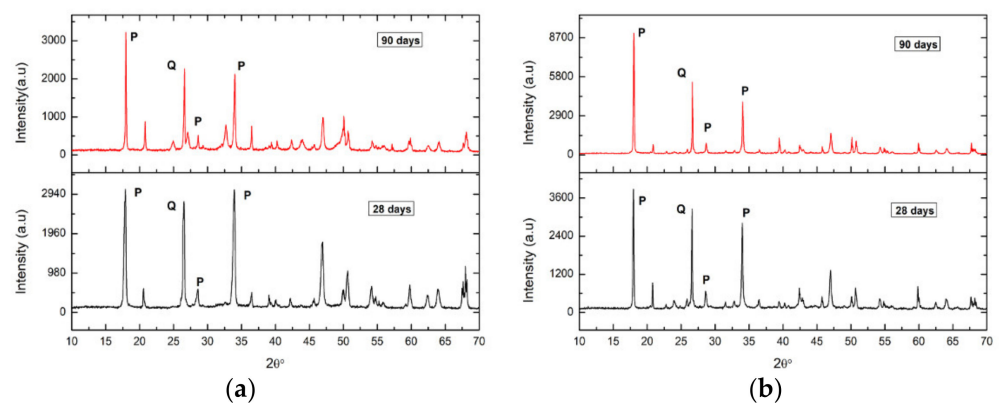 P
90 days
Q
P
P
3000
2000
1000
0
Intensity(a.u)
P
28 days
Q
P
P
2940
1960
980
0
Intensity (a.u)
10 15 20 25 30 35 40 45 50 55 60 65 70
2θ°
(a)
P
90 days
Q
P
P
8700
5800
2900
0
Intensity (a.u)
P
28 days
Q
P
P
3600
2400
1200
0
Intensity (a.u)
10 15 20 25 30 35 40 45 50 55 60 65 70
2θ°
(b)